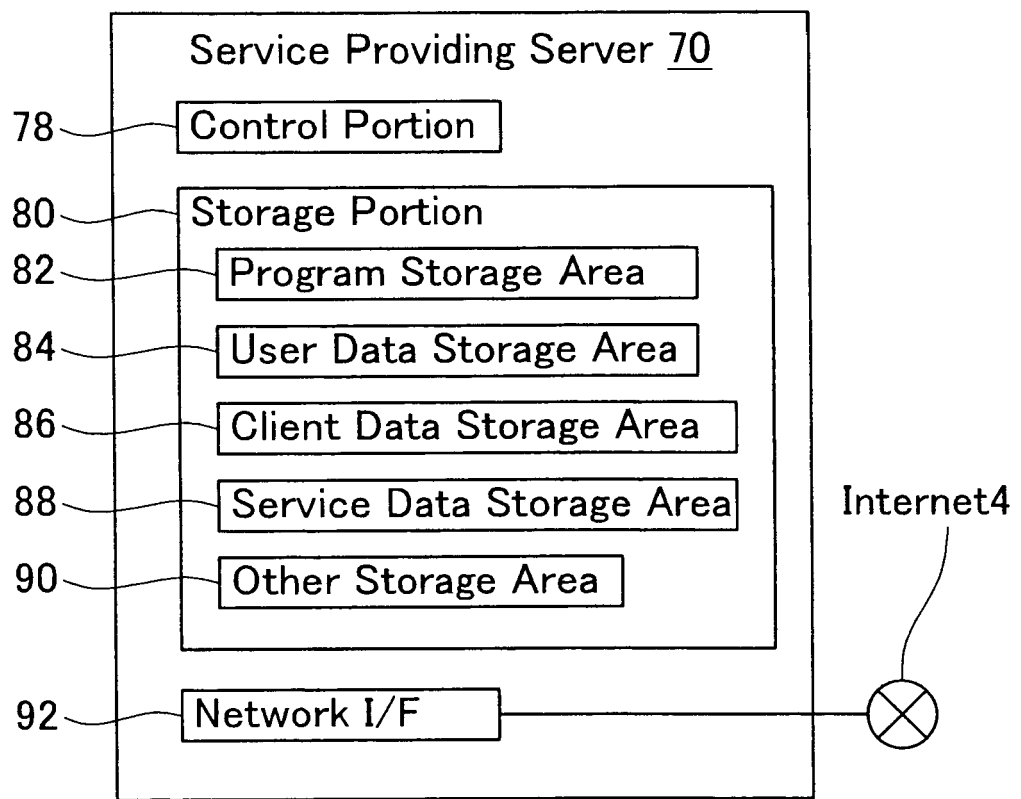 Service Providing Server 70
78 Control Portion
80 Storage Portion
82 Program Storage Area
84 User Data Storage Area
86 Client Data Storage Area
88 Service Data Storage Area
Internet4
90 Other Storage Area
92 Network I/F